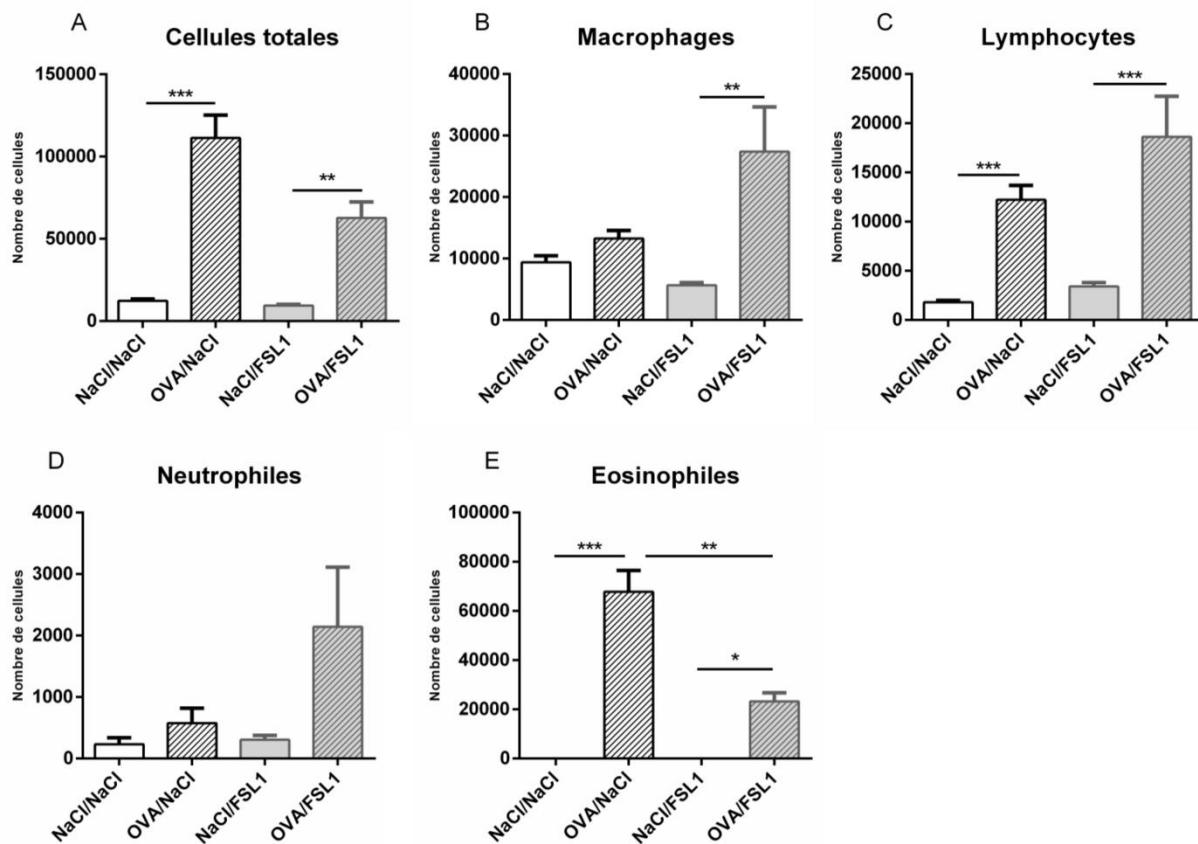 A
Cellules totales
Nombre de cellules
150000
100000
50000
0
***
**
NaCl/NaCl
OVA/NaCl
NaCl/FSL1
OVA/FSL1
B
Macrophages
Nombre de cellules
40000
30000
20000
10000
0
**
NaCl/NaCl
OVA/NaCl
NaCl/FSL1
OVA/FSL1
C
Lymphocytes
Nombre de cellules
25000
20000
15000
10000
5000
0
***
***
NaCl/NaCl
OVA/NaCl
NaCl/FSL1
OVA/FSL1
D
Neutrophiles
Nombre de cellules
4000
3000
2000
1000
0
NaCl/NaCl
OVA/NaCl
NaCl/FSL1
OVA/FSL1
E
Eosinophiles
Nombre de cellules
100000
80000
60000
40000
20000
0
***
**
*
NaCl/NaCl
OVA/NaCl
NaCl/FSL1
OVA/FSL1